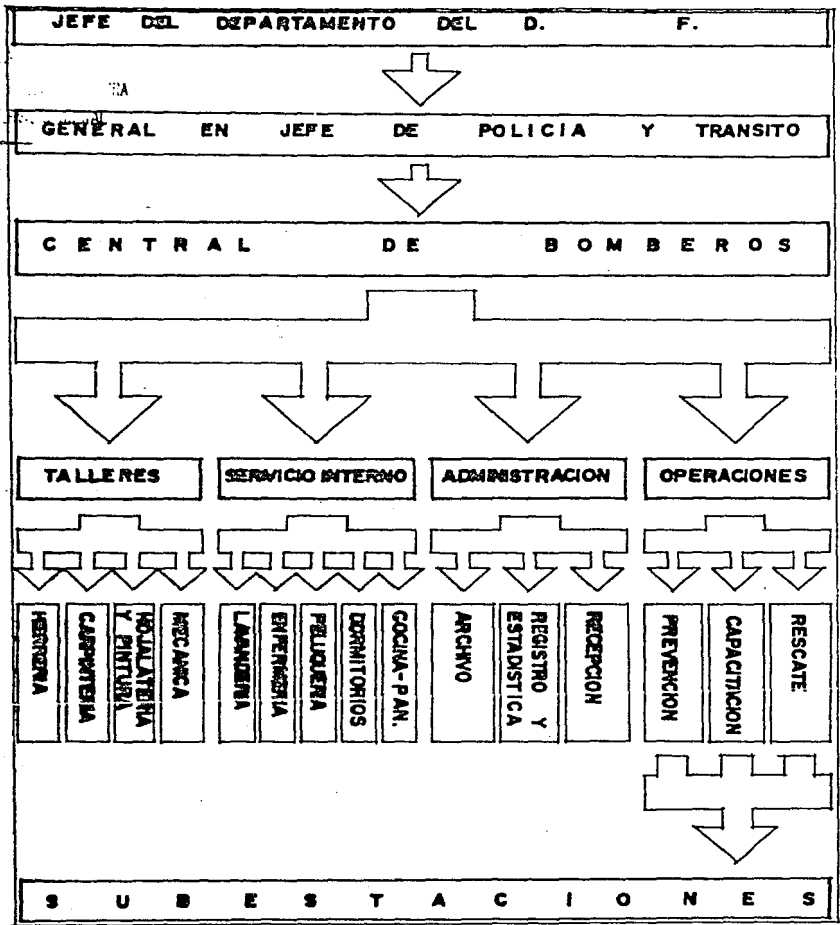 JEFE DEL DEPARTAMENTO DEL D. F.
GENERAL EN JEFE DE POLICIA Y TRANSITO
CENTRAL DE BOMBEROS
TALLERES
SERVICIO INTERNO
ADMINISTRACION
OPERACIONES
HERRERIA
CARPINTERIA
HOJALATERIA
Y PINTURA
MECANICA
LAVANDERIA
ENFERMERIA
PELUQUERIA
DORMITORIOS
COCINA-PAN.
ARCHIVO
REGISTRO Y
ESTADISTICA
RECEPCION
PREVENCION
CAPACITACION
RESCATE
SUBESTACIONES